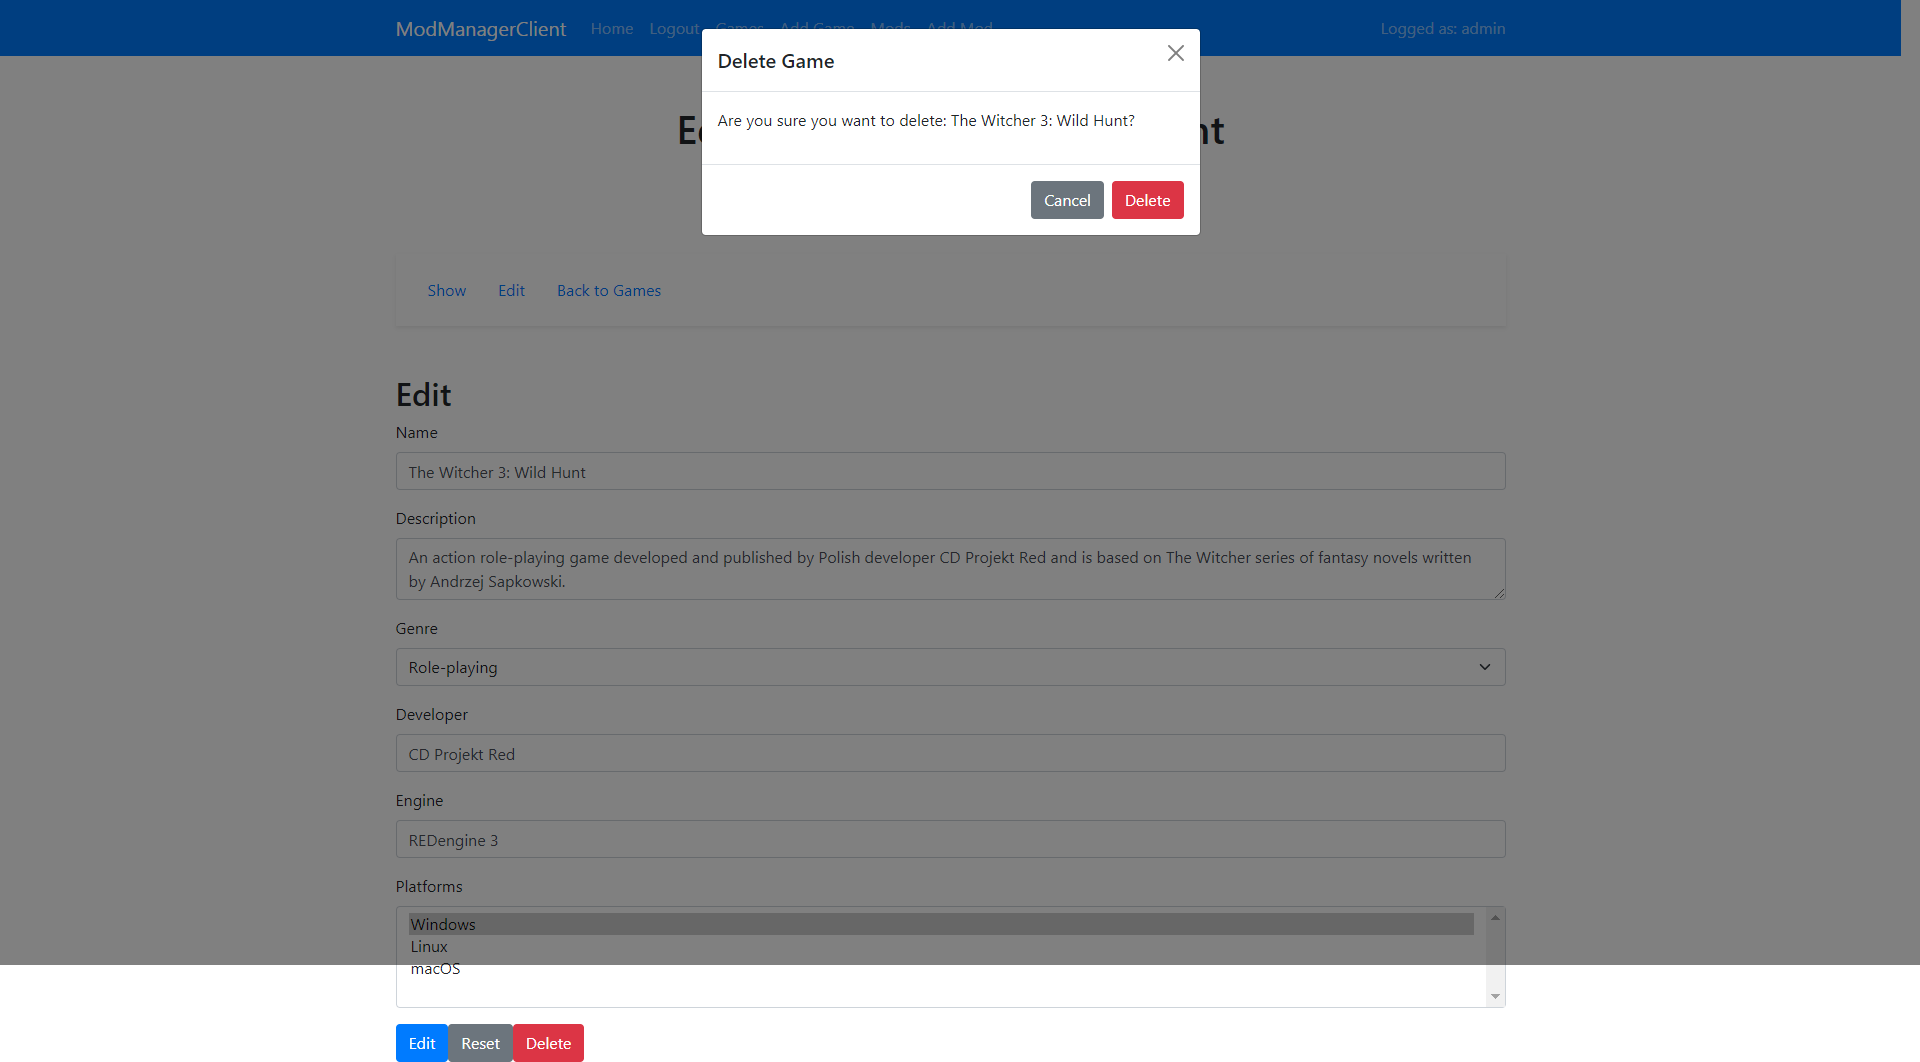 ModManagerClient Home Logout Games Add Game Mods Add Mod Logged as: admin
Delete Game
Are you sure you want to delete: The Witcher 3: Wild Hunt?
Cancel Delete
Show Edit Back to Games
Edit
Name
The Witcher 3: Wild Hunt
Description
An action role-playing game developed and published by Polish developer CD Projekt Red and is based on The Witcher series of fantasy novels written
by Andrzej Sapkowski.
Genre
Role-playing
Developer
CD Projekt Red
Engine
REDengine 3
Platforms
Windows
Linux
macOS
Edit Reset Delete